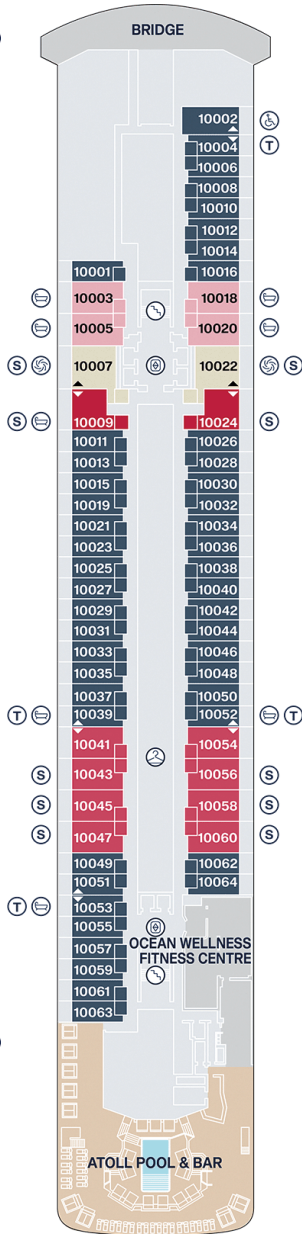 BRIDGE
10002
10004
T
10006
10008
10010
10012
10014
10001 10016
10003 10018
10005 10020
S 10007 10022 S
S 10009 10024 S
10011 10026
10013 10028
10015 10030
10019 10032
10021 10034
10023 10036
10025 10038
10027 10040
10029 10042
10031 10044
10033 10046
10035 10048
10037 10050
T 10039 10052 T
10041 10054
S 10043 10056 S
S 10045 10058 S
S 10047 10060 S
10049 10062
10051 10064
T 10053
10055
OCEAN WELLNESS
FITNESS CENTRE
10057
10059
10061
10063
ATOLL POOL & BAR